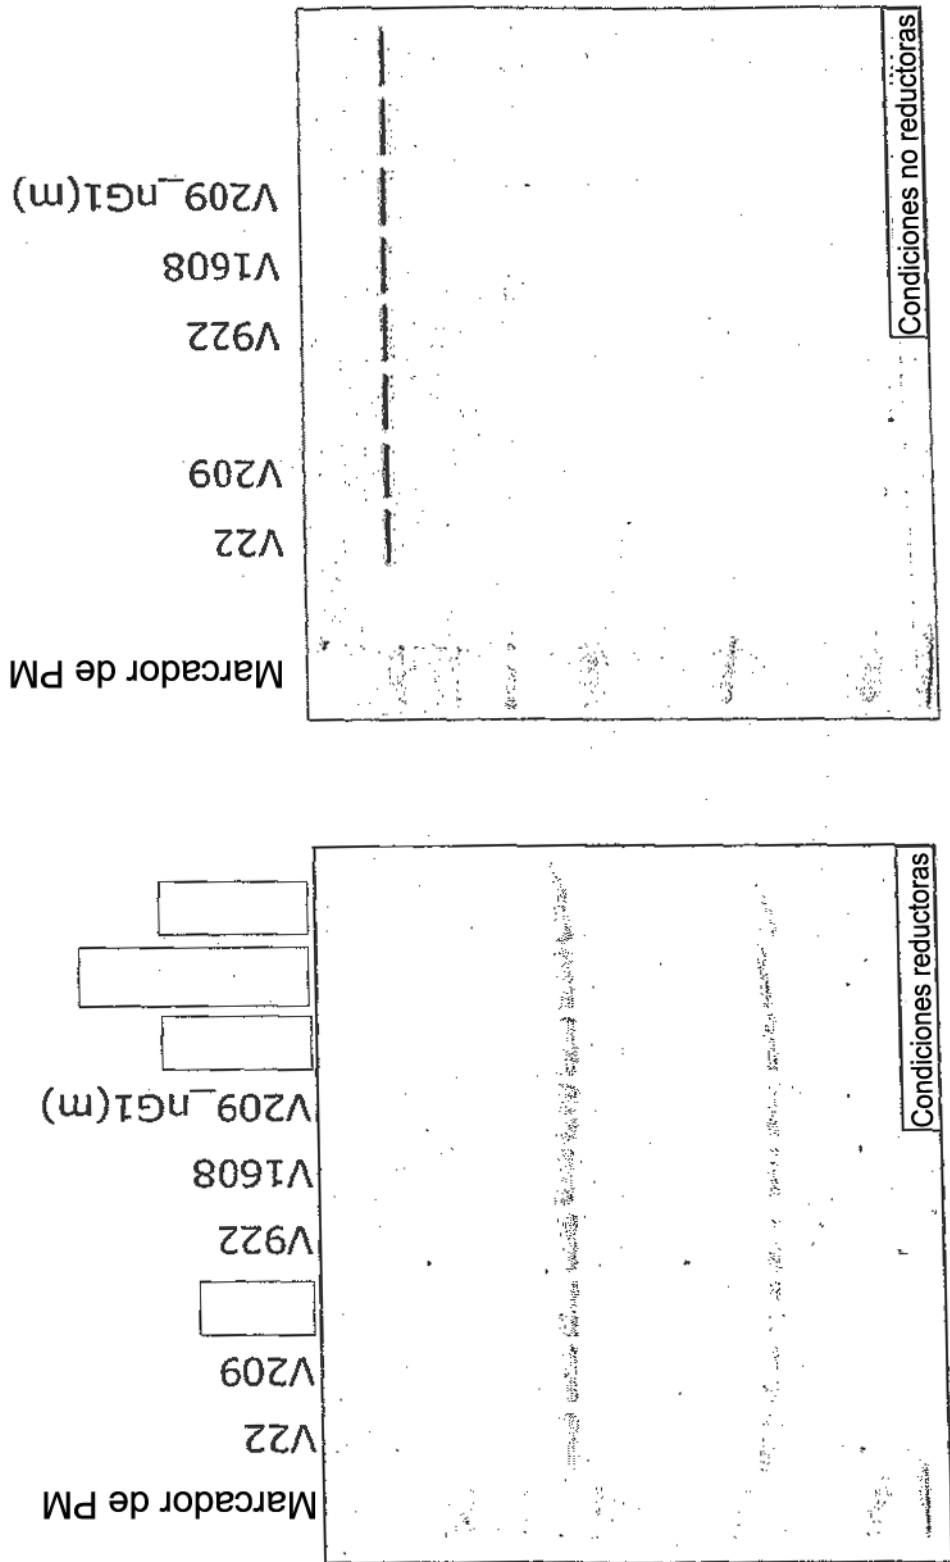 V209_nG1(m)
V1608
V922
V209
V22
Marcador de PM
Condiciones no reductoras
V209_nG1(m)
V1608
V922
V209
V22
Marcador de PM
Condiciones reductoras